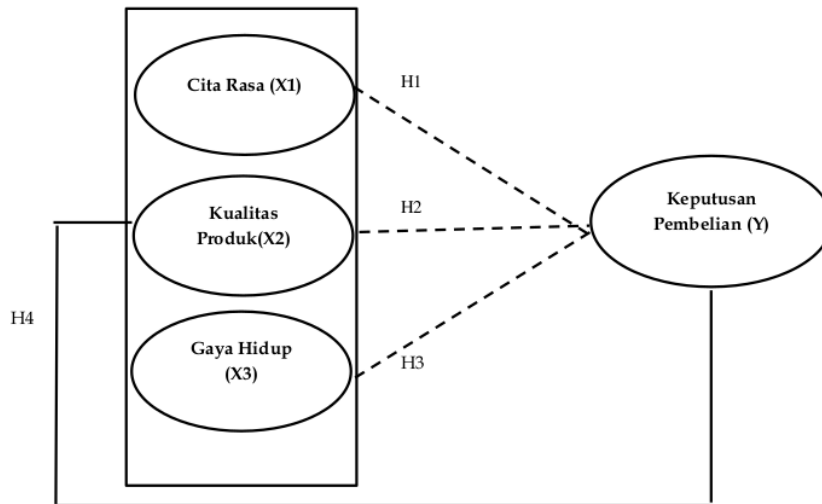 Cita Rasa (X1)
H1
Kualitas
Produk(X2)
H2
Keputusan
Pembelian (Y)
H4
Gaya Hidup
(X3)
H3